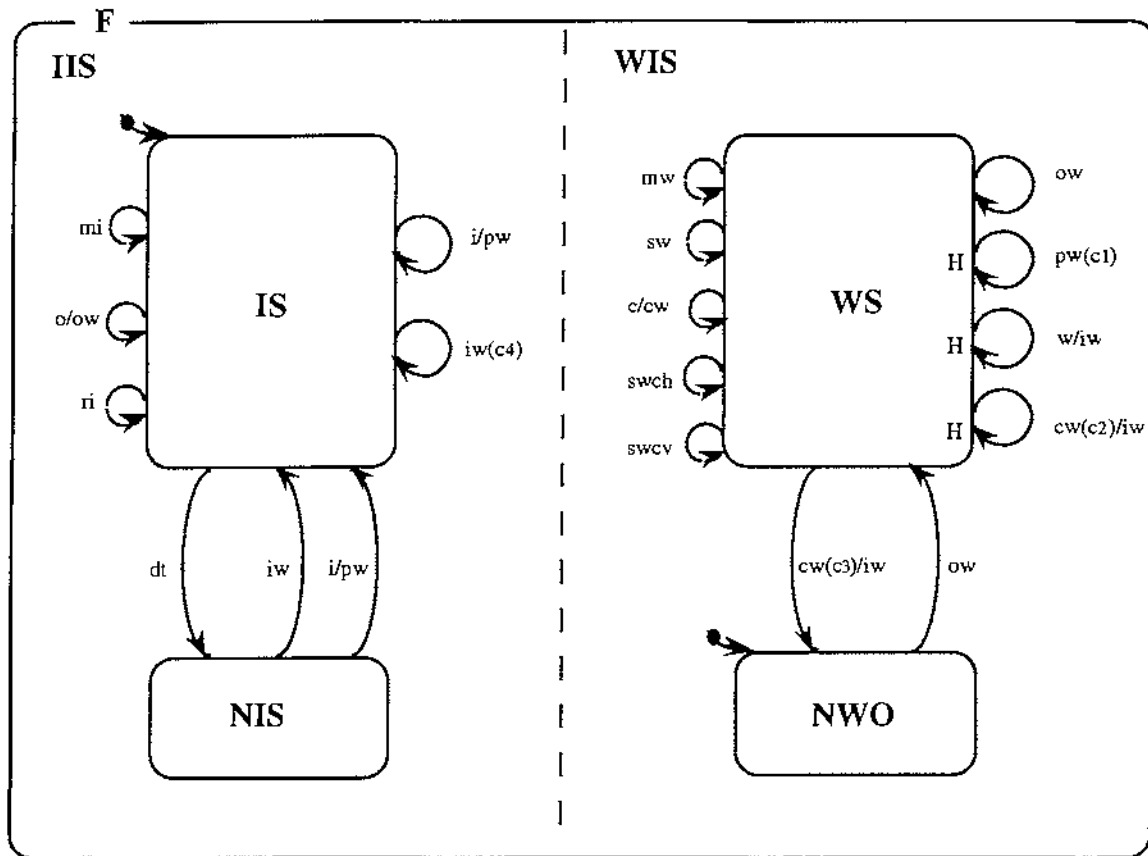 F
IIS
WIS
mi
o/ow
ri
IS
i/pw
iw(c4)
dt
iw
i/pw
NIS
mw
sw
c/cw
swch
swcv
WS
H
H
H
ow
pw(c1)
w/iw
cw(c2)/iw
cw(c3)/iw
ow
NWO